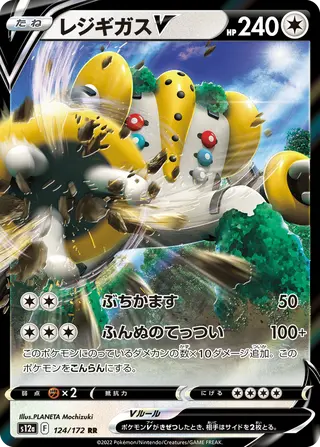 たね レジギガスV HP 240
ぶちかます 50
ふんぬのてっつい 100+
このポケモンにのっているダメカンの数×10ダメージ追加。
このポケモンをこんらんにする。
弱点 ×2 抵抗力 にげる
Illus.PLANETA Mochizuki
s12a F 124/172 RR
Vルール
ポケモンVがきぜつしたとき、相手はサイドを2枚とる。
©2022 Pokémon/Nintendo/Creatures/GAME FREAK.